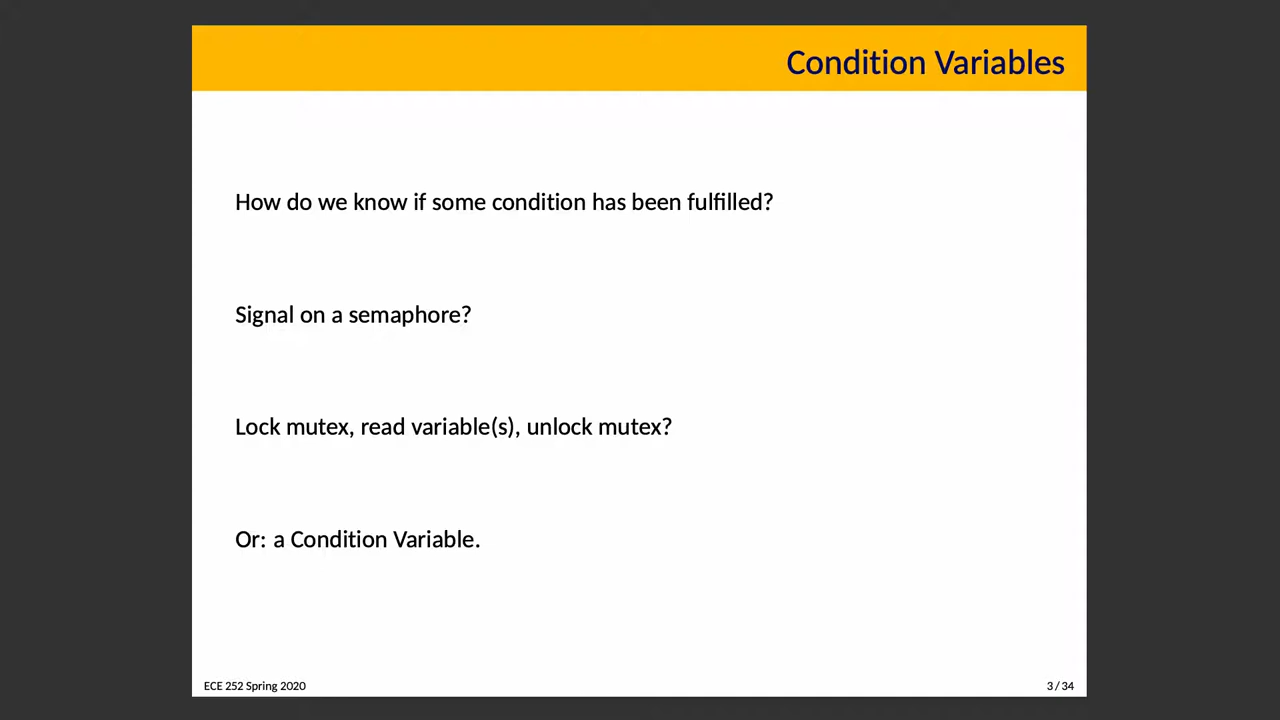 Condition Variables
How do we know if some condition has been fulfilled?
Signal on a semaphore?
Lock mutex, read variable(s), unlock mutex?
Or: a Condition Variable.
ECE 252 Spring 2020
3 / 34